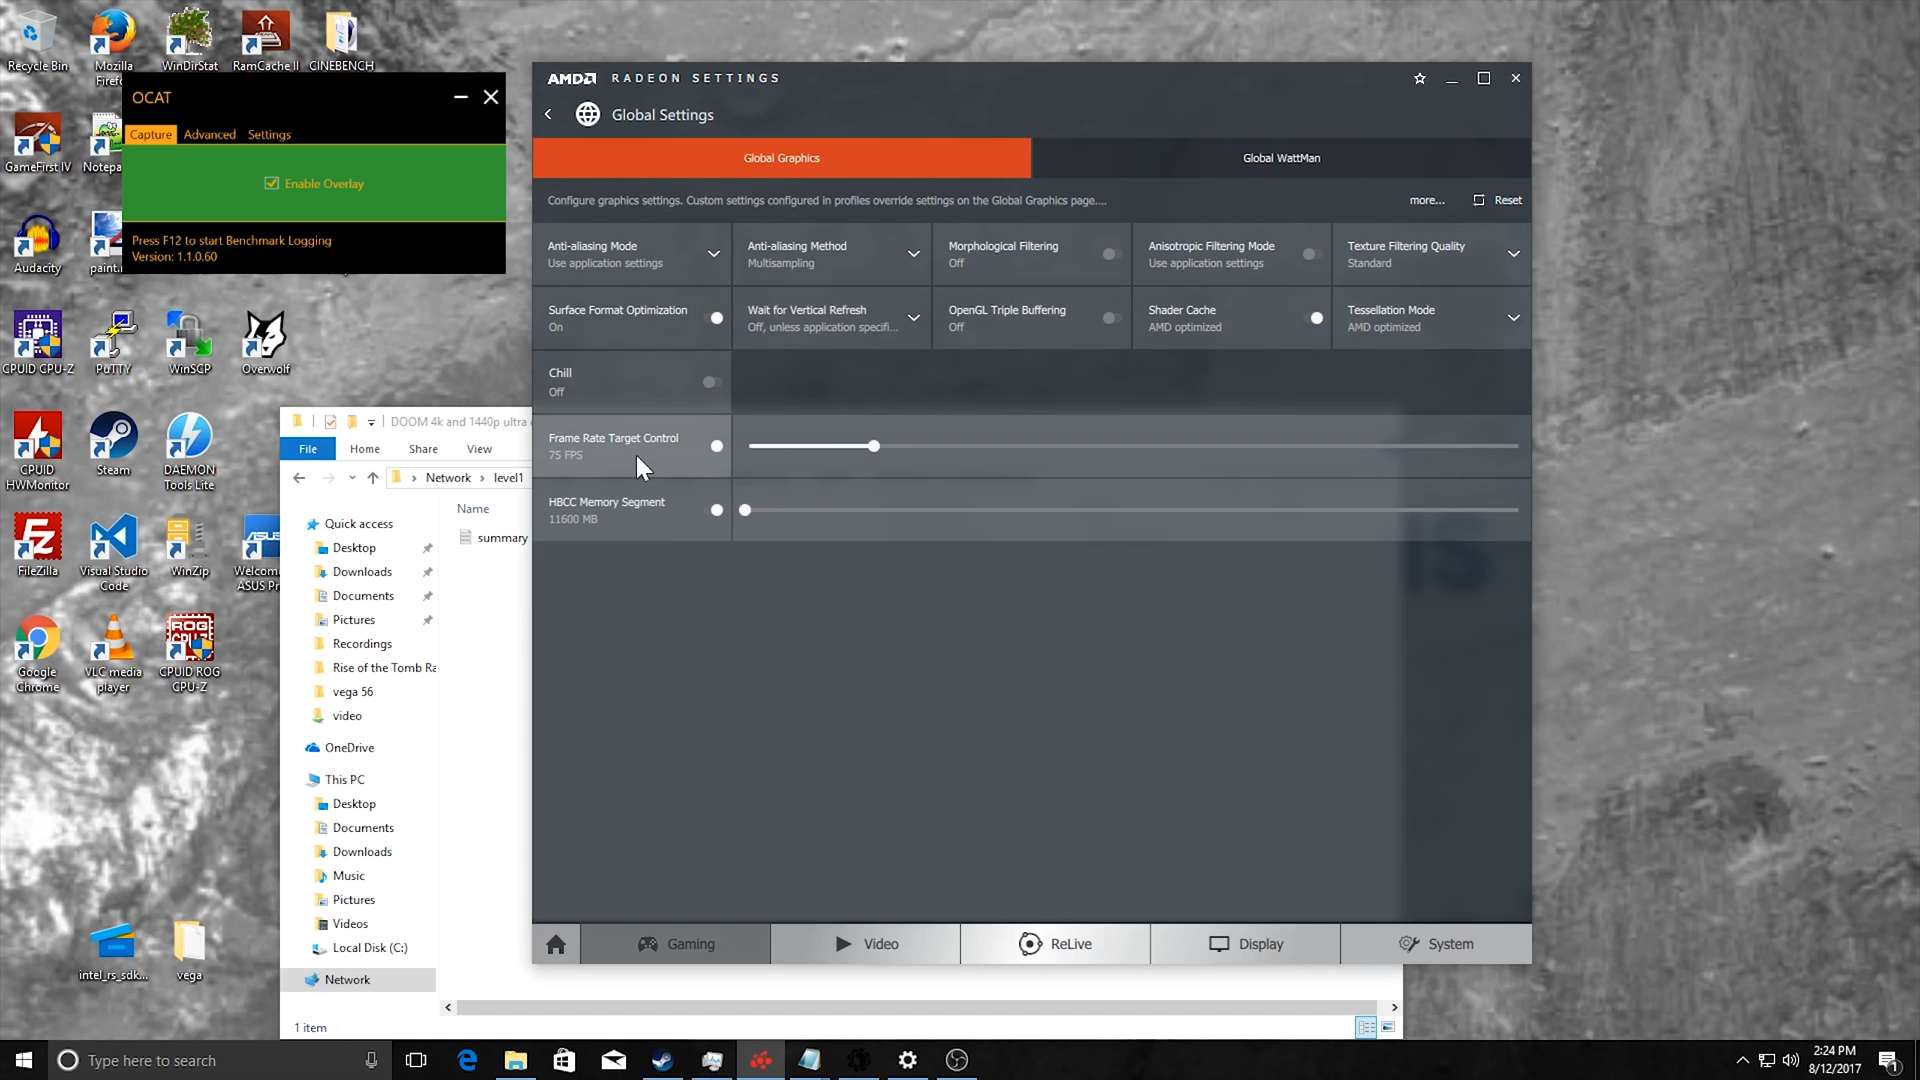 Recycle Bin
Mozilla
Firefo
WinDirStat
RamCache II
CINEBENCH
OCAT
Capture
Advanced
Settings
Enable Overlay
Press F12 to start Benchmark Logging
Version: 1.1.0.60
GameFirst IV
Notepa
Audacity
paint.
CPUID CPU-Z
PuTTY
WinSCP
Overwolf
CPUID
HWMonitor
Steam
DAEMON
Tools Lite
FileZilla
Visual Studio
Code
WinZip
Welcom
ASUS Pr
Google
Chrome
VLC media
player
CPUID ROG
CPU-Z
intel_rs_sdk...
vega
DOOM 4k and 1440p ultra
File
Home
Share
View
Network
level1
Name
summary
Quick access
Desktop
Downloads
Documents
Pictures
Recordings
Rise of the Tomb Ra
vega 56
video
OneDrive
This PC
Desktop
Documents
Downloads
Music
Pictures
Videos
Local Disk (C:)
Network
1 item
AMD RADEON SETTINGS
Global Settings
Global Graphics
Global WattMan
Configure graphics settings. Custom settings configured in profiles override settings on the Global Graphics page....
more...
Reset
Anti-aliasing Mode
Use application settings
Anti-aliasing Method
Multisampling
Morphological Filtering
Off
Anisotropic Filtering Mode
Use application settings
Texture Filtering Quality
Standard
Surface Format Optimization
On
Wait for Vertical Refresh
Off, unless application specifi...
OpenGL Triple Buffering
Off
Shader Cache
AMD optimized
Tessellation Mode
AMD optimized
Chill
Off
Frame Rate Target Control
75 FPS
HBCC Memory Segment
11600 MB
Gaming
Video
ReLive
Display
System
Type here to search
2:24 PM
8/12/2017
1